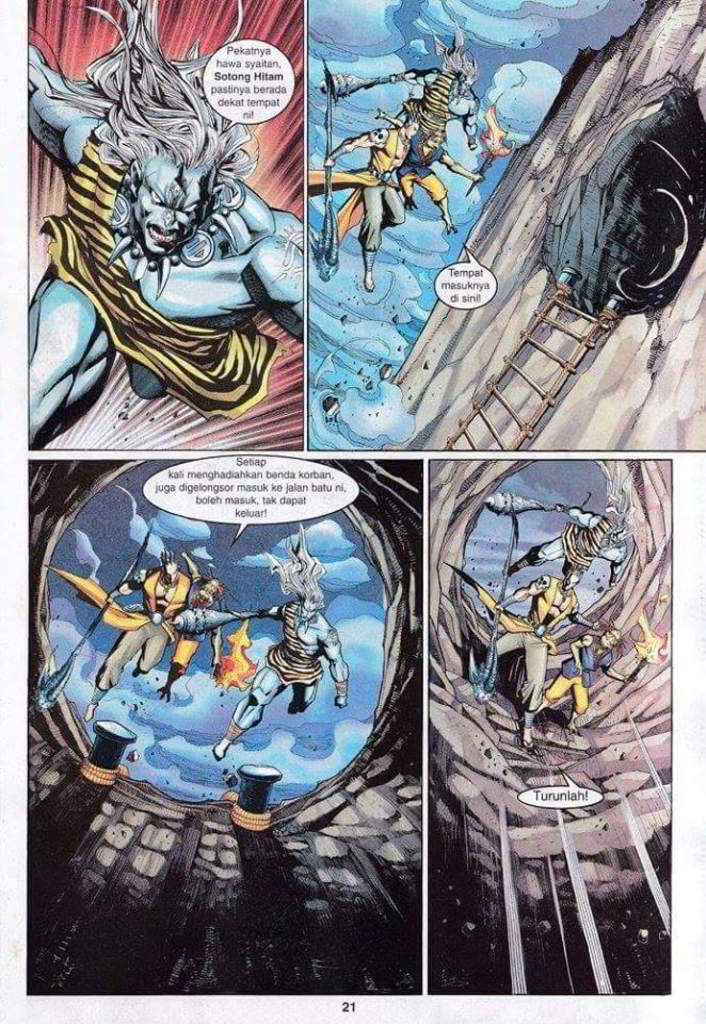 Pekatnya
hawa syaitan,
Sotong Hitam
pastinya berada
dekat tempat
ni!
Tempat
masuknya
di sini!
Setiap
kali menghadiahkan benda korban,
juga digelongsor masuk ke jalan batu ni,
boleh masuk, tak dapat
keluar!
Turunlah!
21